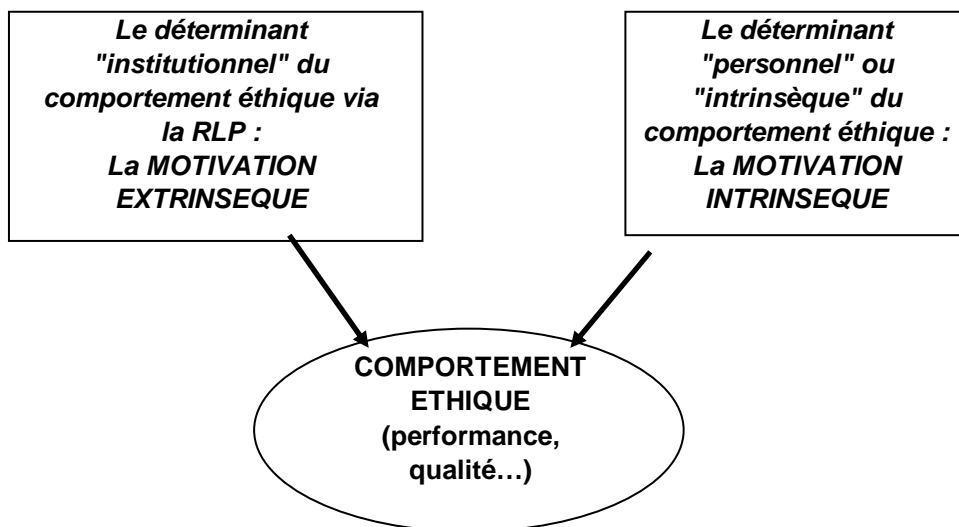 Le déterminant
"institutionnel" du
comportement éthique via
la RLP :
La MOTIVATION
EXTRINSEQUE
Le déterminant
"personnel" ou
"intrinsèque" du
comportement éthique :
La MOTIVATION
INTRINSEQUE
COMPORTEMENT
ETHIQUE
(performance,
qualité…)